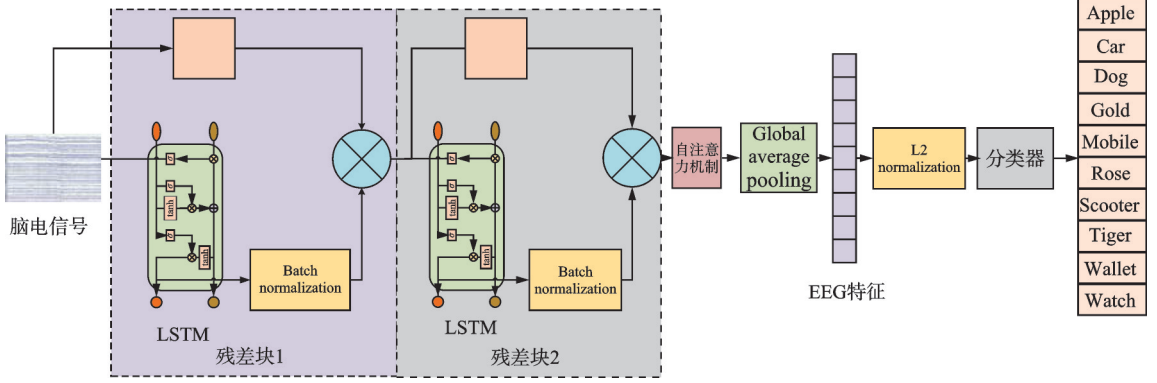 脑电信号
σ
σ
tanh
σ
tanh
LSTM
Batch
normalization
残差块1
σ
σ
tanh
σ
tanh
LSTM
Batch
normalization
残差块2
自注意
力机制
Global
average
pooling
EEG特征
L2
normalization
分类器
Apple
Car
Dog
Gold
Mobile
Rose
Scooter
Tiger
Wallet
Watch